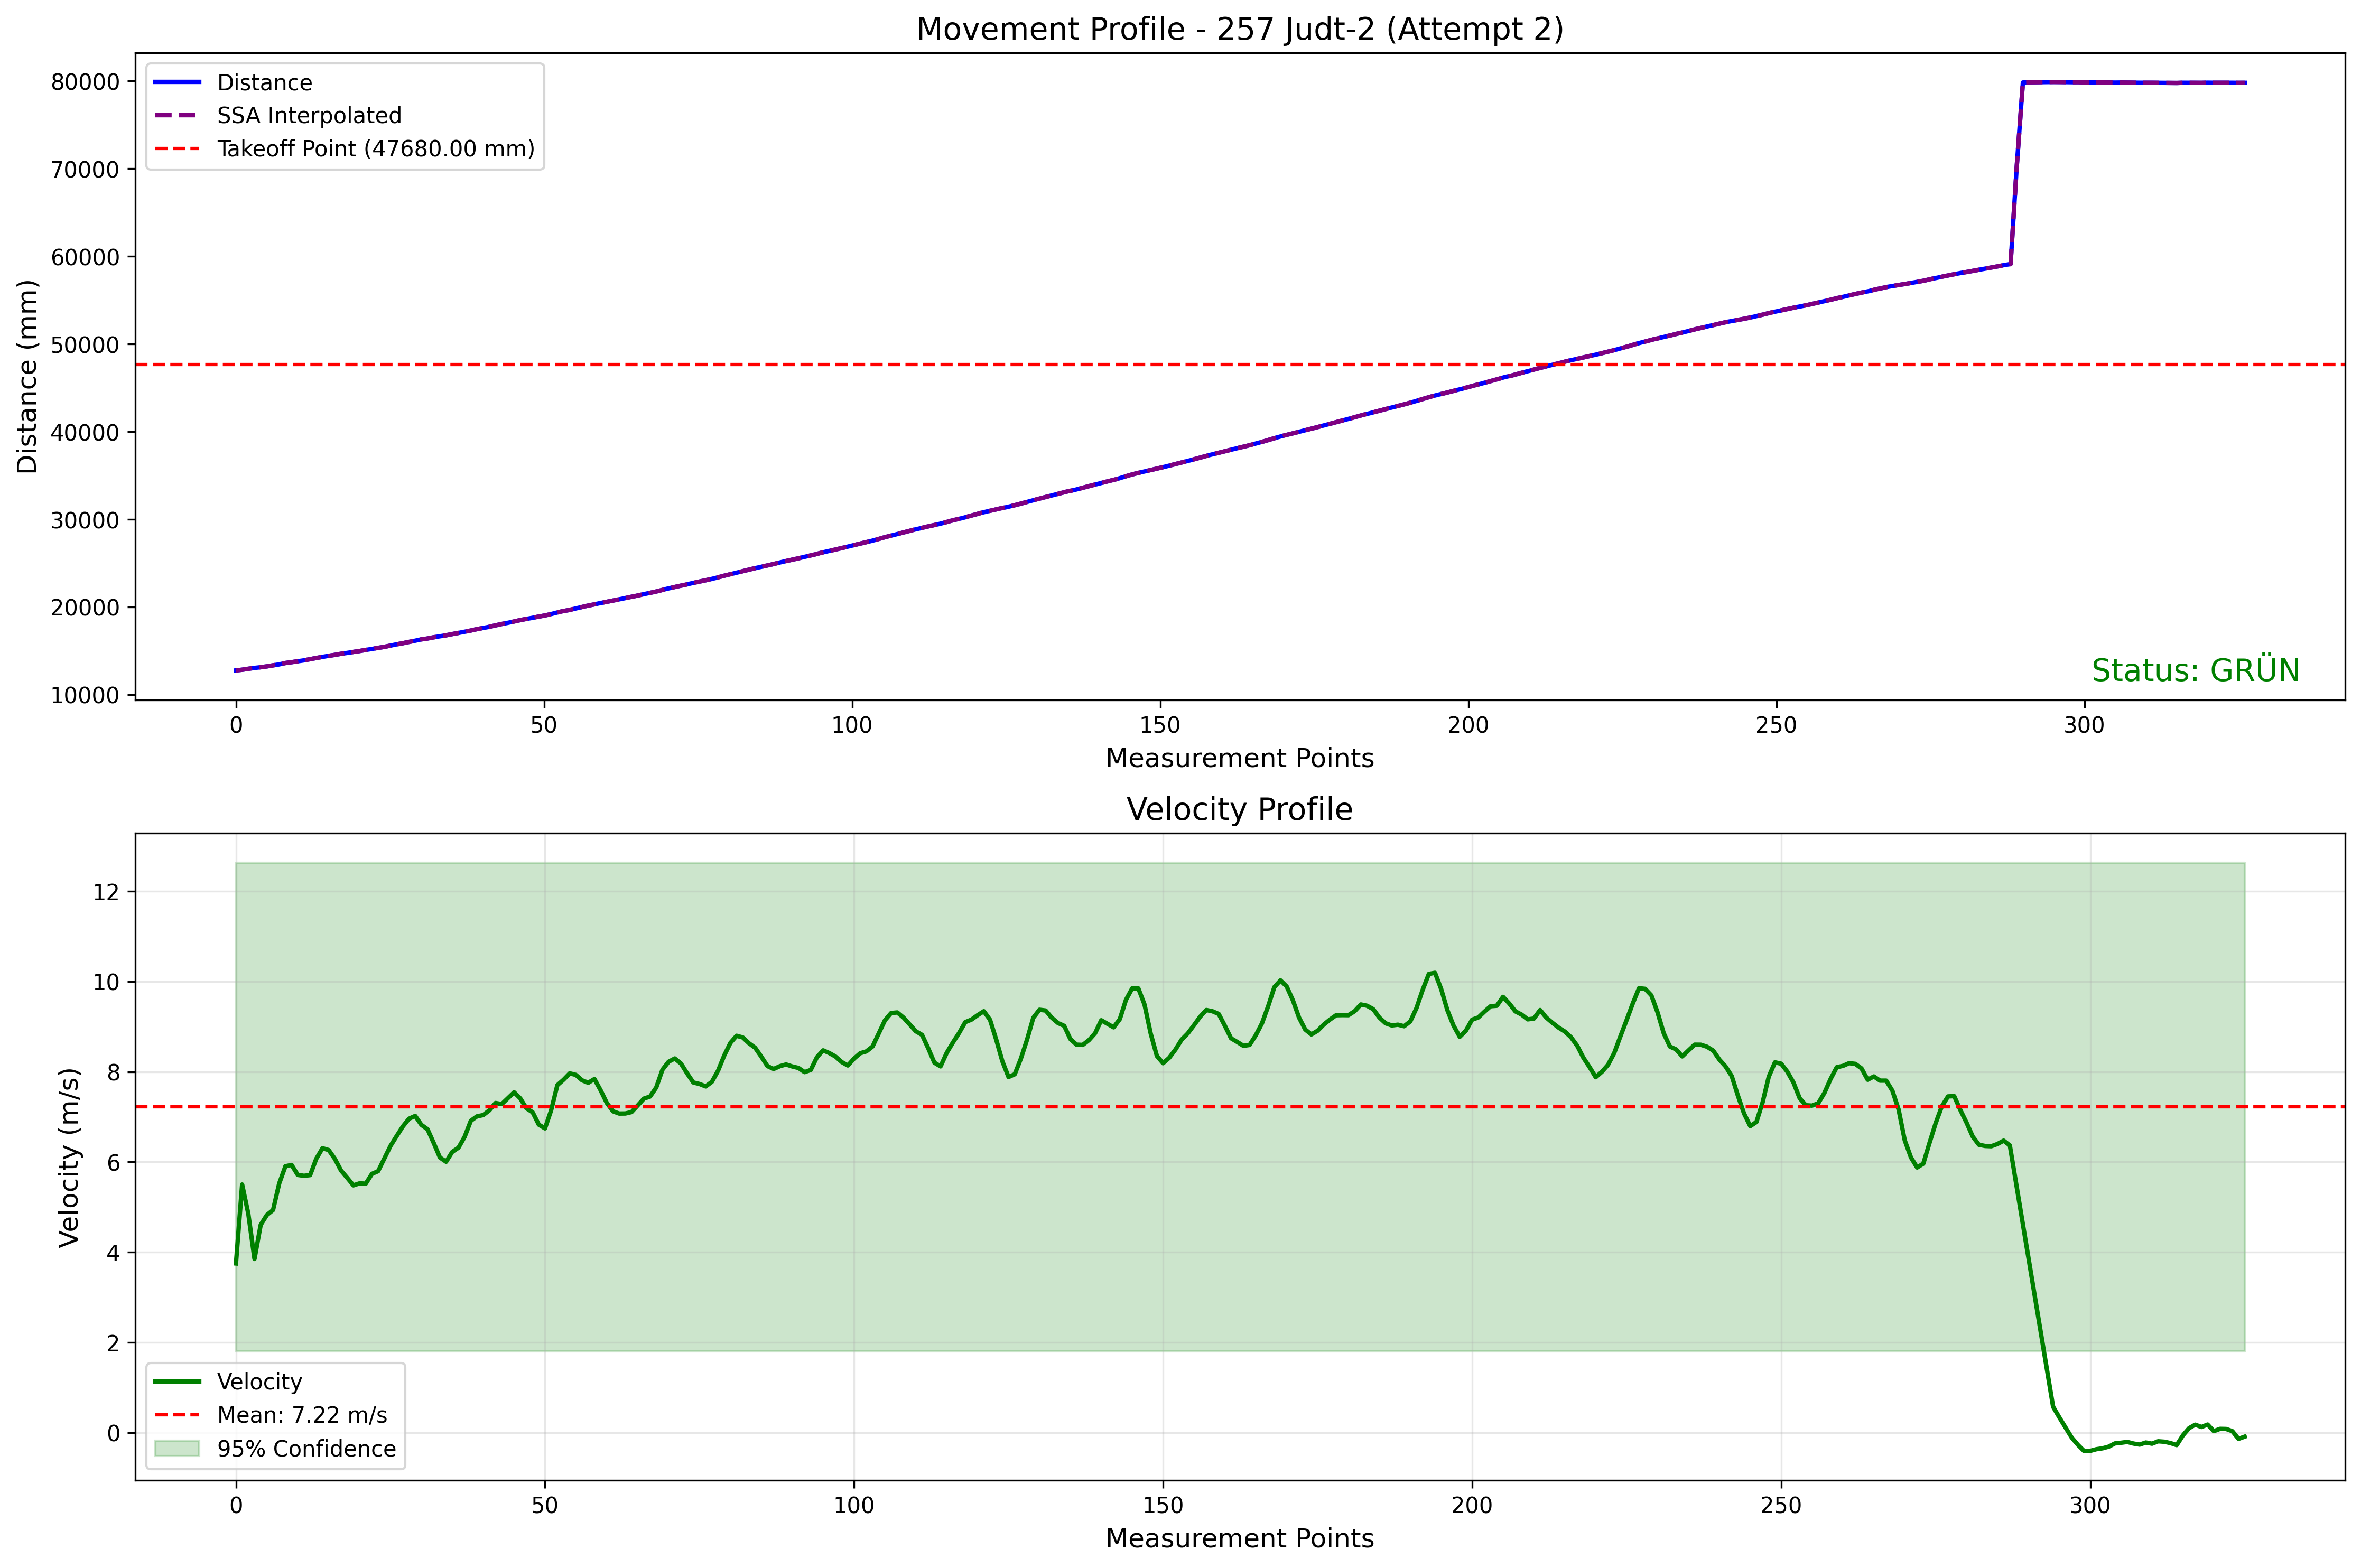 Movement Profile - 257 Judt-2 (Attempt 2)
Distance
SSA Interpolated
Takeoff Point (47680.00 mm)
Distance (mm)
80000
70000
60000
50000
40000
30000
20000
10000
Status: GRÜN
0 50 100 150 200 250 300
Measurement Points
Velocity Profile
Velocity (m/s)
12
10
8
6
4
2
0
Velocity
Mean: 7.22 m/s
95% Confidence
0 50 100 150 200 250 300
Measurement Points